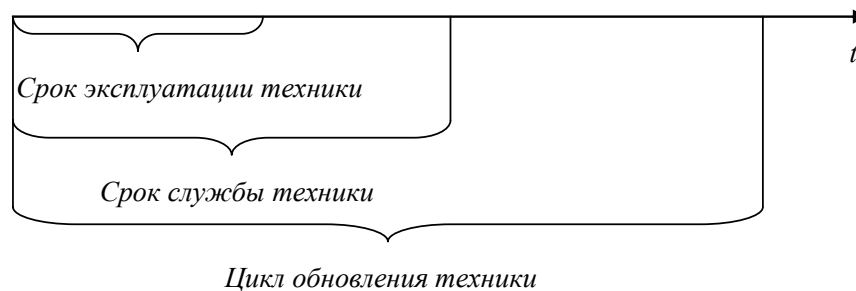 t
Срок эксплуатации техники
Срок службы техники
Цикл обновления техники